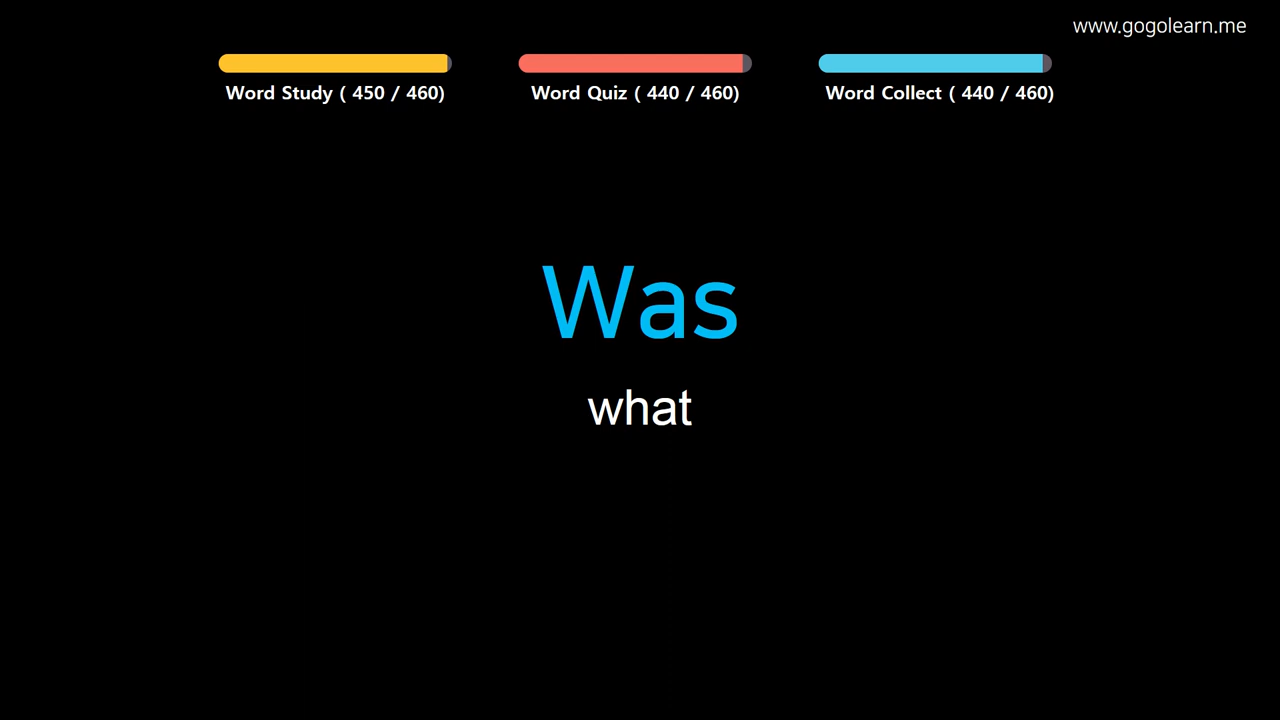 www.gogolearn.me
Word Study ( 450 / 460)
Word Quiz ( 440 / 460)
Word Collect ( 440 / 460)
Was
what